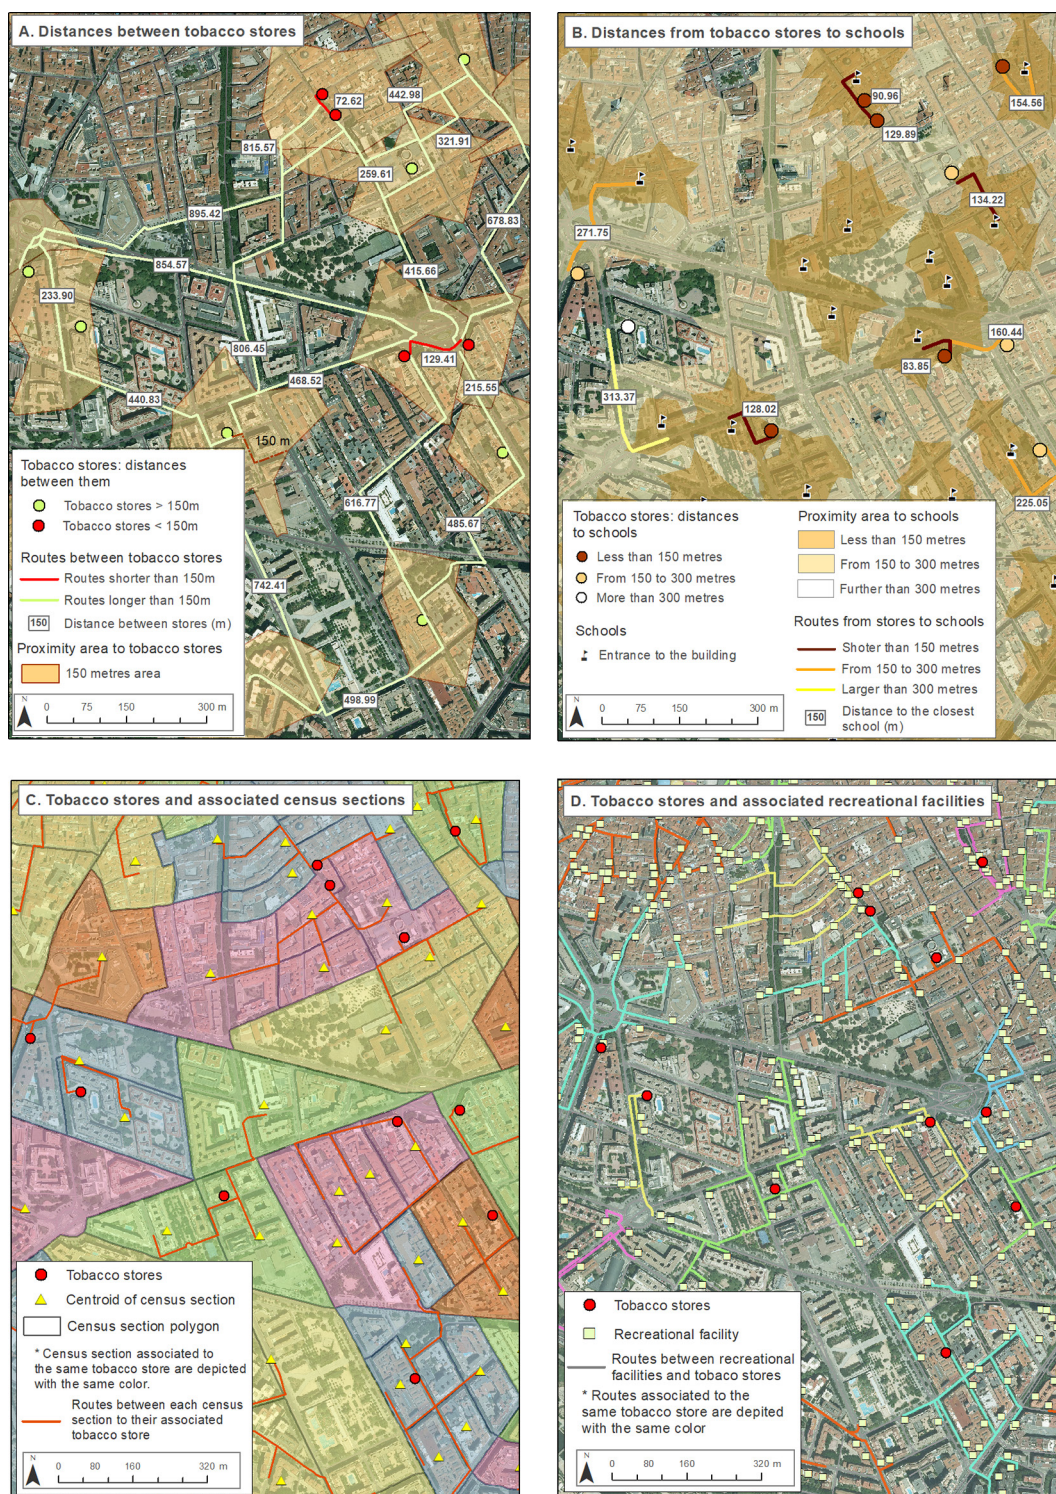 A. Distances between tobacco stores
442.98
72.62
321.91
815.57
259.61
895.42
678.83
854.57
415.66
233.90
806.45
129.41
468.52
215.55
440.83
150 m
616.77
485.67
742.41
498.99
Tobacco stores: distances
between them
Tobacco stores > 150m
Tobacco stores < 150m
Routes between tobacco stores
Routes shorter than 150m
Routes longer than 150m
150 Distance between stores (m)
Proximity area to tobacco stores
150 metres area
N
0 75 150 300 m
B. Distances from tobacco stores to schools
90.96
154.56
129.89
134.22
271.75
160.44
83.85
313.37
128.02
225.05
Tobacco stores: distances
to schools
Less than 150 metres
From 150 to 300 metres
More than 300 metres
Schools
Entrance to the building
Proximity area to schools
Less than 150 metres
From 150 to 300 metres
Further than 300 metres
Routes from stores to schools
Shoter than 150 metres
From 150 to 300 metres
Larger than 300 metres
150 Distance to the closest
school (m)
N
0 75 150 300 m
C. Tobacco stores and associated census sections
Tobacco stores
Centroid of census section
Census section polygon
* Census section associated to
the same tobacco store are depicted
with the same color.
Routes between each census
section to their associated
tobacco store
N
0 80 160 320 m
D. Tobacco stores and associated recreational facilities
Tobacco stores
Recreational facility
Routes between recreational
facilities and tobaco stores
* Routes associated to the
same tobacco store are depited
with the same color
N
0 80 160 320 m